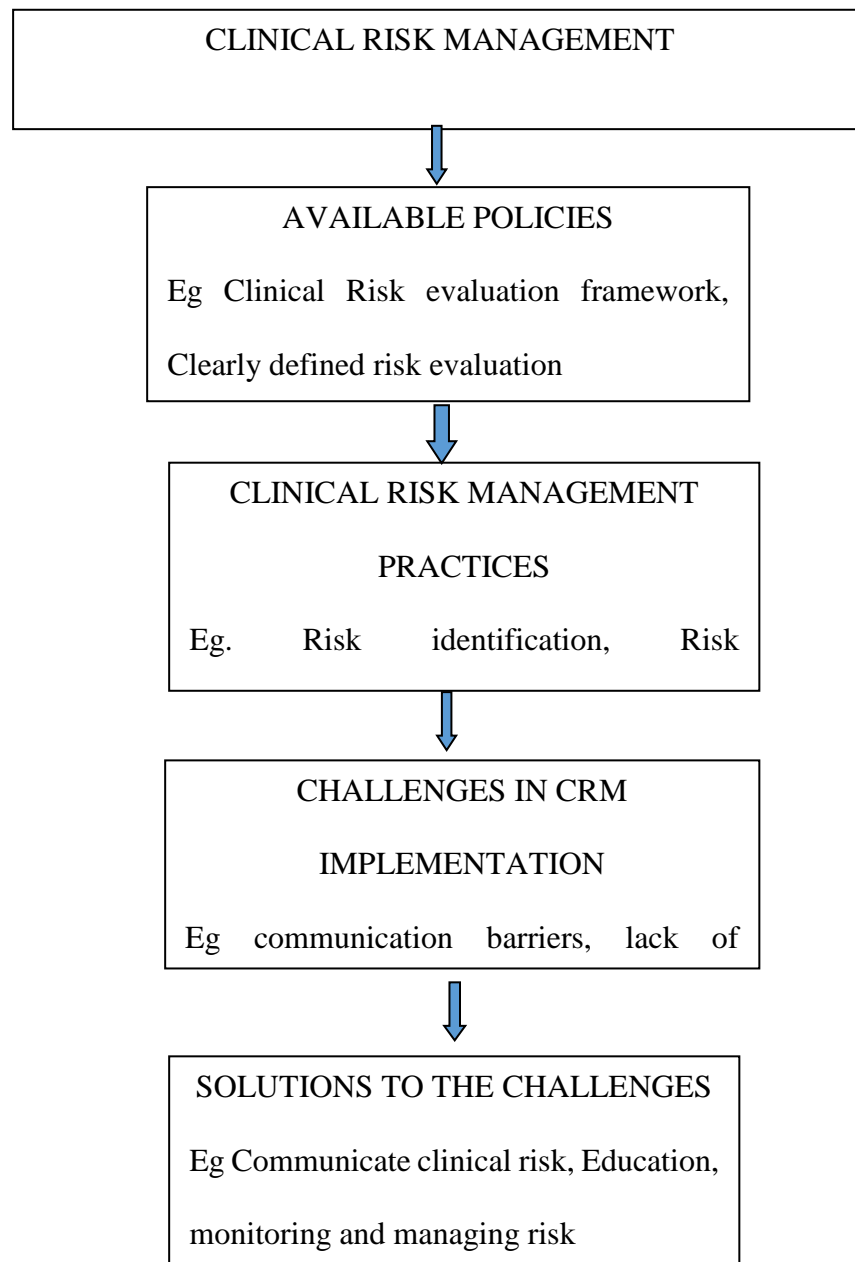 CLINICAL RISK MANAGEMENT
AVAILABLE POLICIES
Eg Clinical Risk evaluation framework,
Clearly defined risk evaluation
CLINICAL RISK MANAGEMENT
PRACTICES
Eg. Risk identification, Risk
CHALLENGES IN CRM
IMPLEMENTATION
Eg communication barriers, lack of
SOLUTIONS TO THE CHALLENGES
Eg Communicate clinical risk, Education,
monitoring and managing risk